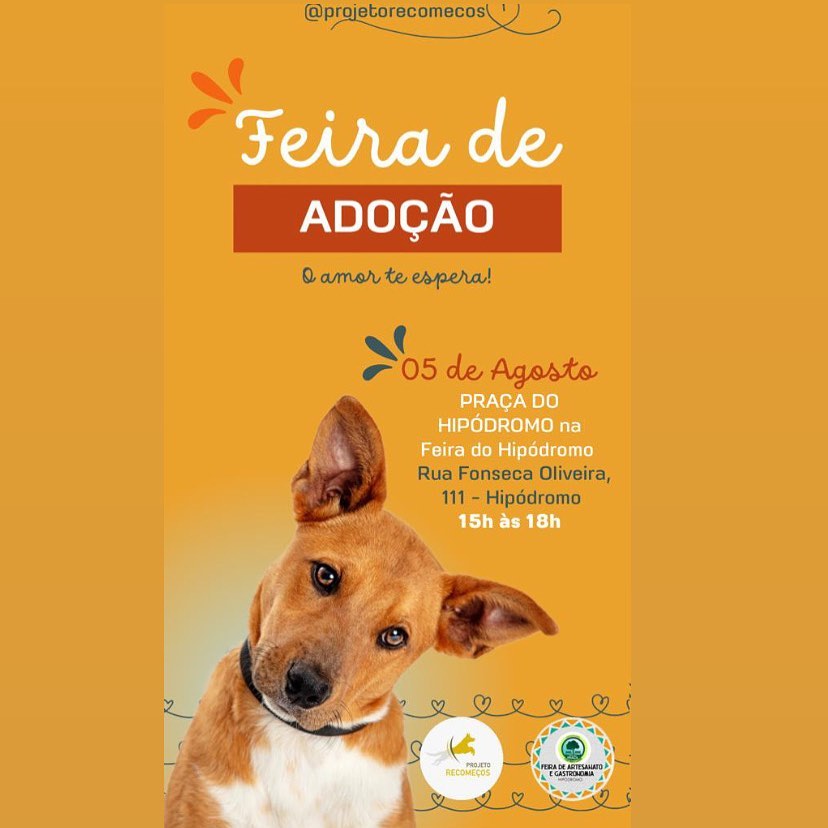 @projetorecomecos
Feira de
ADOÇÃO
O amor te espera!
05 de Agosto
PRAÇA DO
HIPÓDROMO na
Feira do Hipódromo
Rua Fonseca Oliveira,
111 - Hipódromo
15h às 18h
PROJETO
RECOMEÇOS
FEIRA DE ARTESANATO
E GASTRONOMIA
HIPÓDROMO